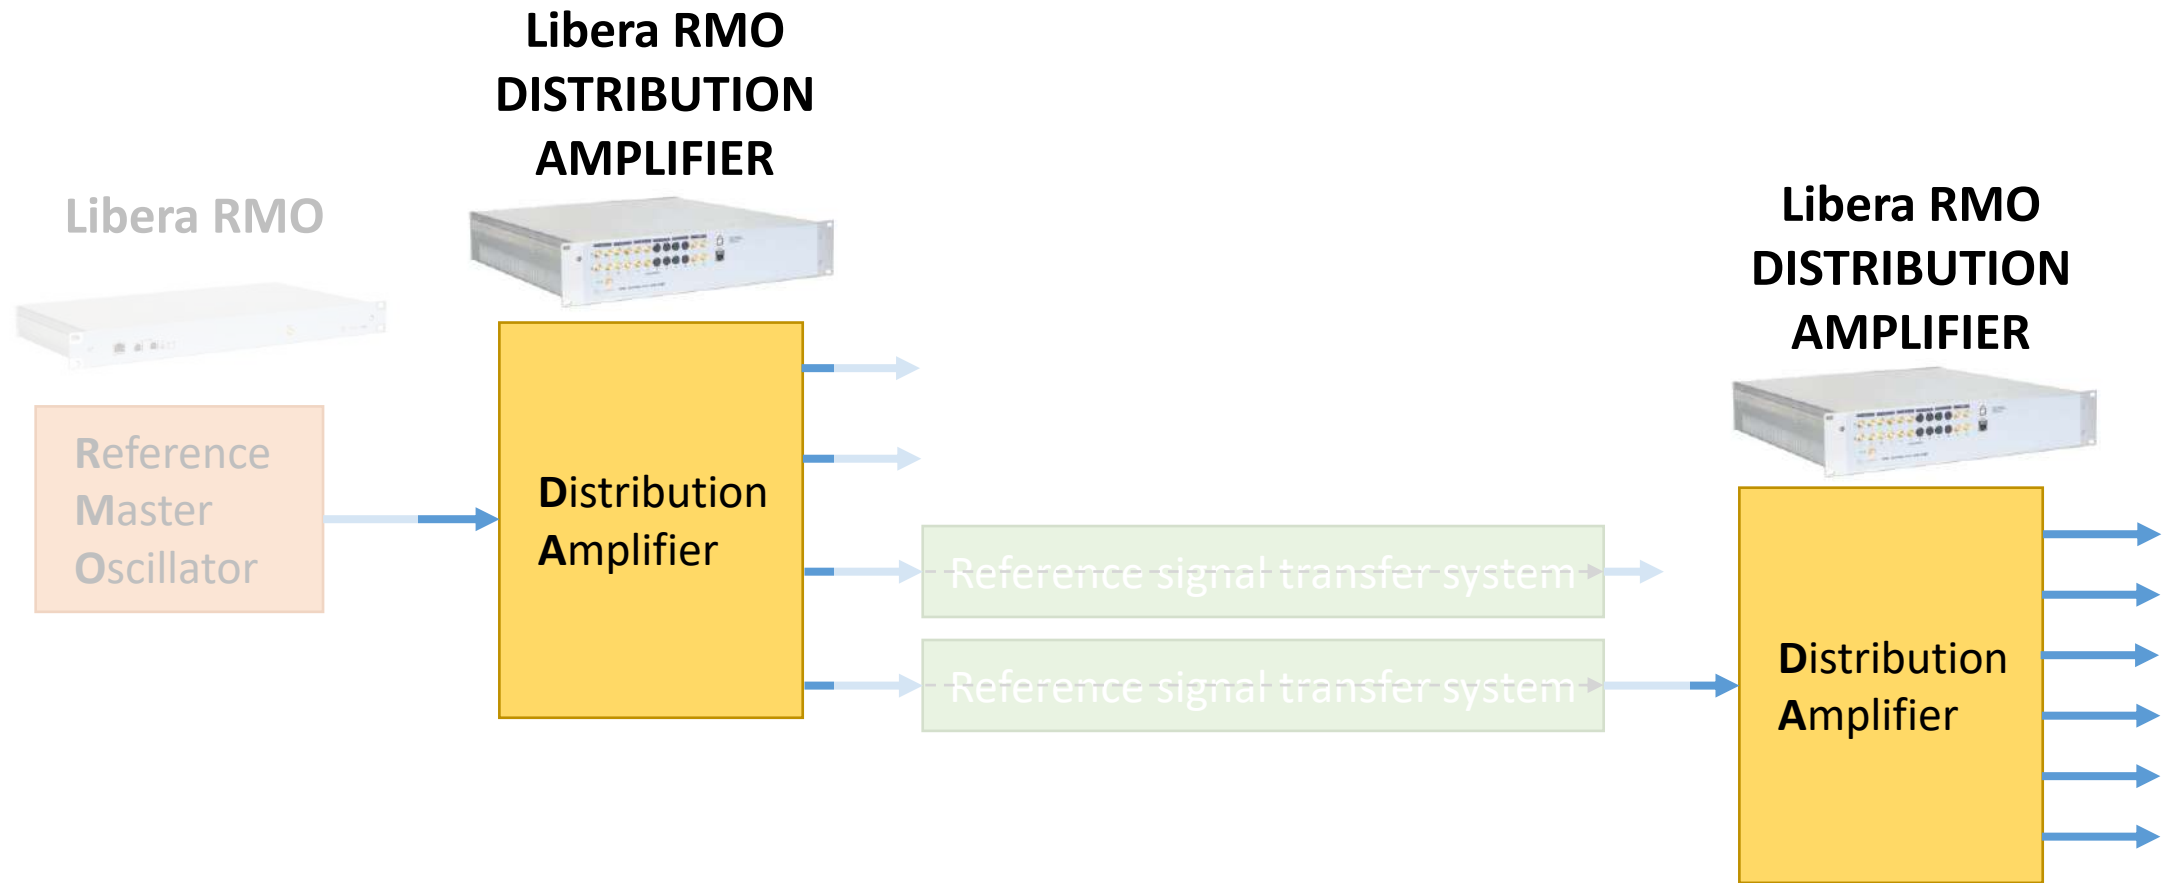 Libera RMO
DISTRIBUTION
AMPLIFIER
Libera RMO
Libera RMO
DISTRIBUTION
AMPLIFIER
Reference
Master
Oscillator
Distribution
Amplifier
Reference signal transfer system
Reference signal transfer system
Distribution
Amplifier